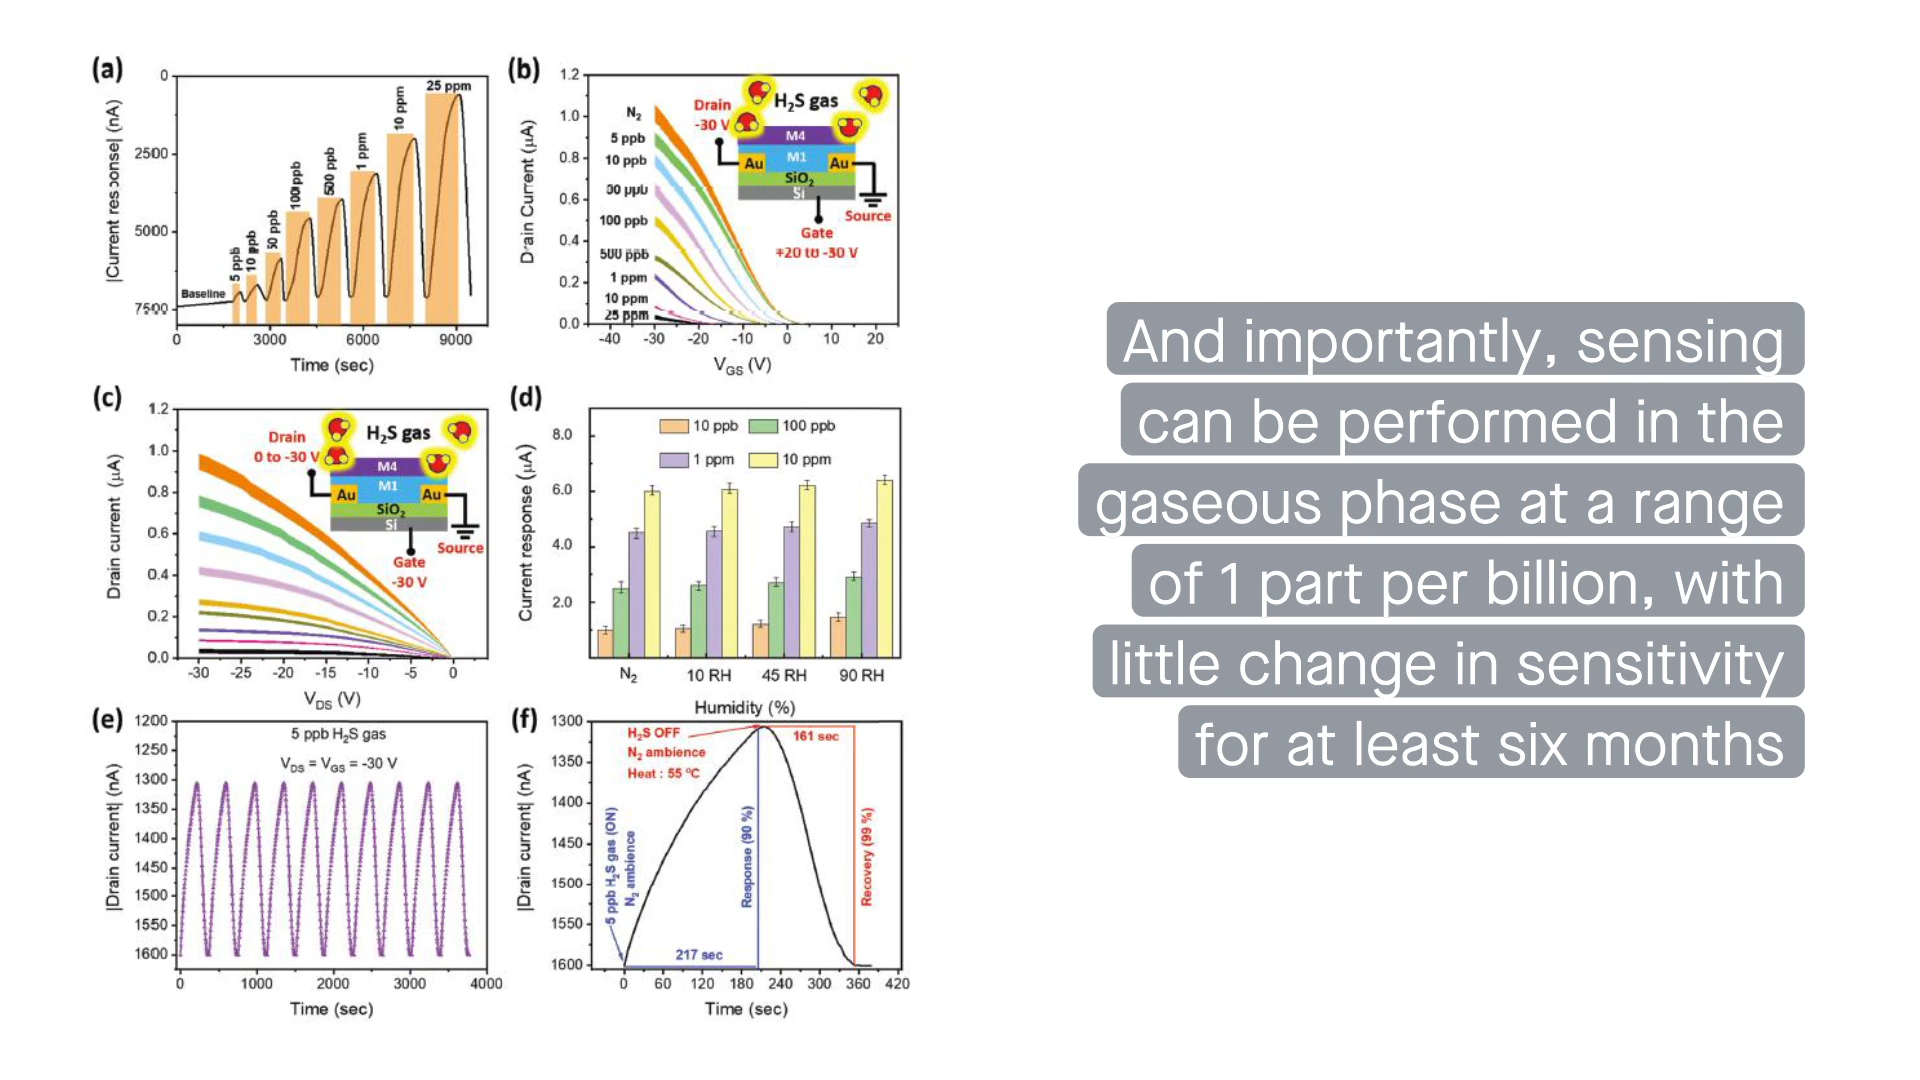 (a)
|Current response| (nA)
0
2500
5000
7500
Baseline
5 ppb
10 ppb
50 ppb
100 ppb
500 ppb
1 ppm
10 ppm
25 ppm
0 3000 6000 9000
Time (sec)
(b)
Drain Current (μA)
1.2
1.0
0.8
0.6
0.4
0.2
0.0
N2
5 ppb
10 ppb
100 ppb
500 ppb
1 ppm
10 ppm
25 ppm
H2S gas
Drain
-30 V
M4
M1
Au Au
SiO2
Si
Source
Gate
+20 to -30 V
-40 -30 -20 -10 0 10 20
VGS (V)
(c)
Drain current (μA)
1.2
1.0
0.8
0.6
0.4
0.2
0.0
H2S gas
Drain
0 to -30 V
M4
M1
Au Au
SiO2
Si
Source
Gate
-30 V
-30 -25 -20 -15 -10 -5 0
VDS (V)
(d)
Current response (μA)
8.0
6.0
4.0
2.0
10 ppb 100 ppb
1 ppm 10 ppm
N2 10 RH 45 RH 90 RH
Humidity (%)
(e)
|Drain current| (nA)
1200
1250
1300
1350
1400
1450
1500
1550
1600
5 ppb H2S gas
VDS = VGS = -30 V
0 1000 2000 3000 4000
Time (sec)
(f)
|Drain current| (nA)
1300
1350
1400
1450
1500
1550
1600
H2S OFF
N2 ambience
Heat : 55 °C
161 sec
5 ppb H2S gas (ON)
N2 ambience
Response (90 %)
Recovery (99 %)
217 sec
0 60 120 180 240 300 360 420
Time (sec)
And importantly, sensing
can be performed in the
gaseous phase at a range
of 1 part per billion, with
little change in sensitivity
for at least six months